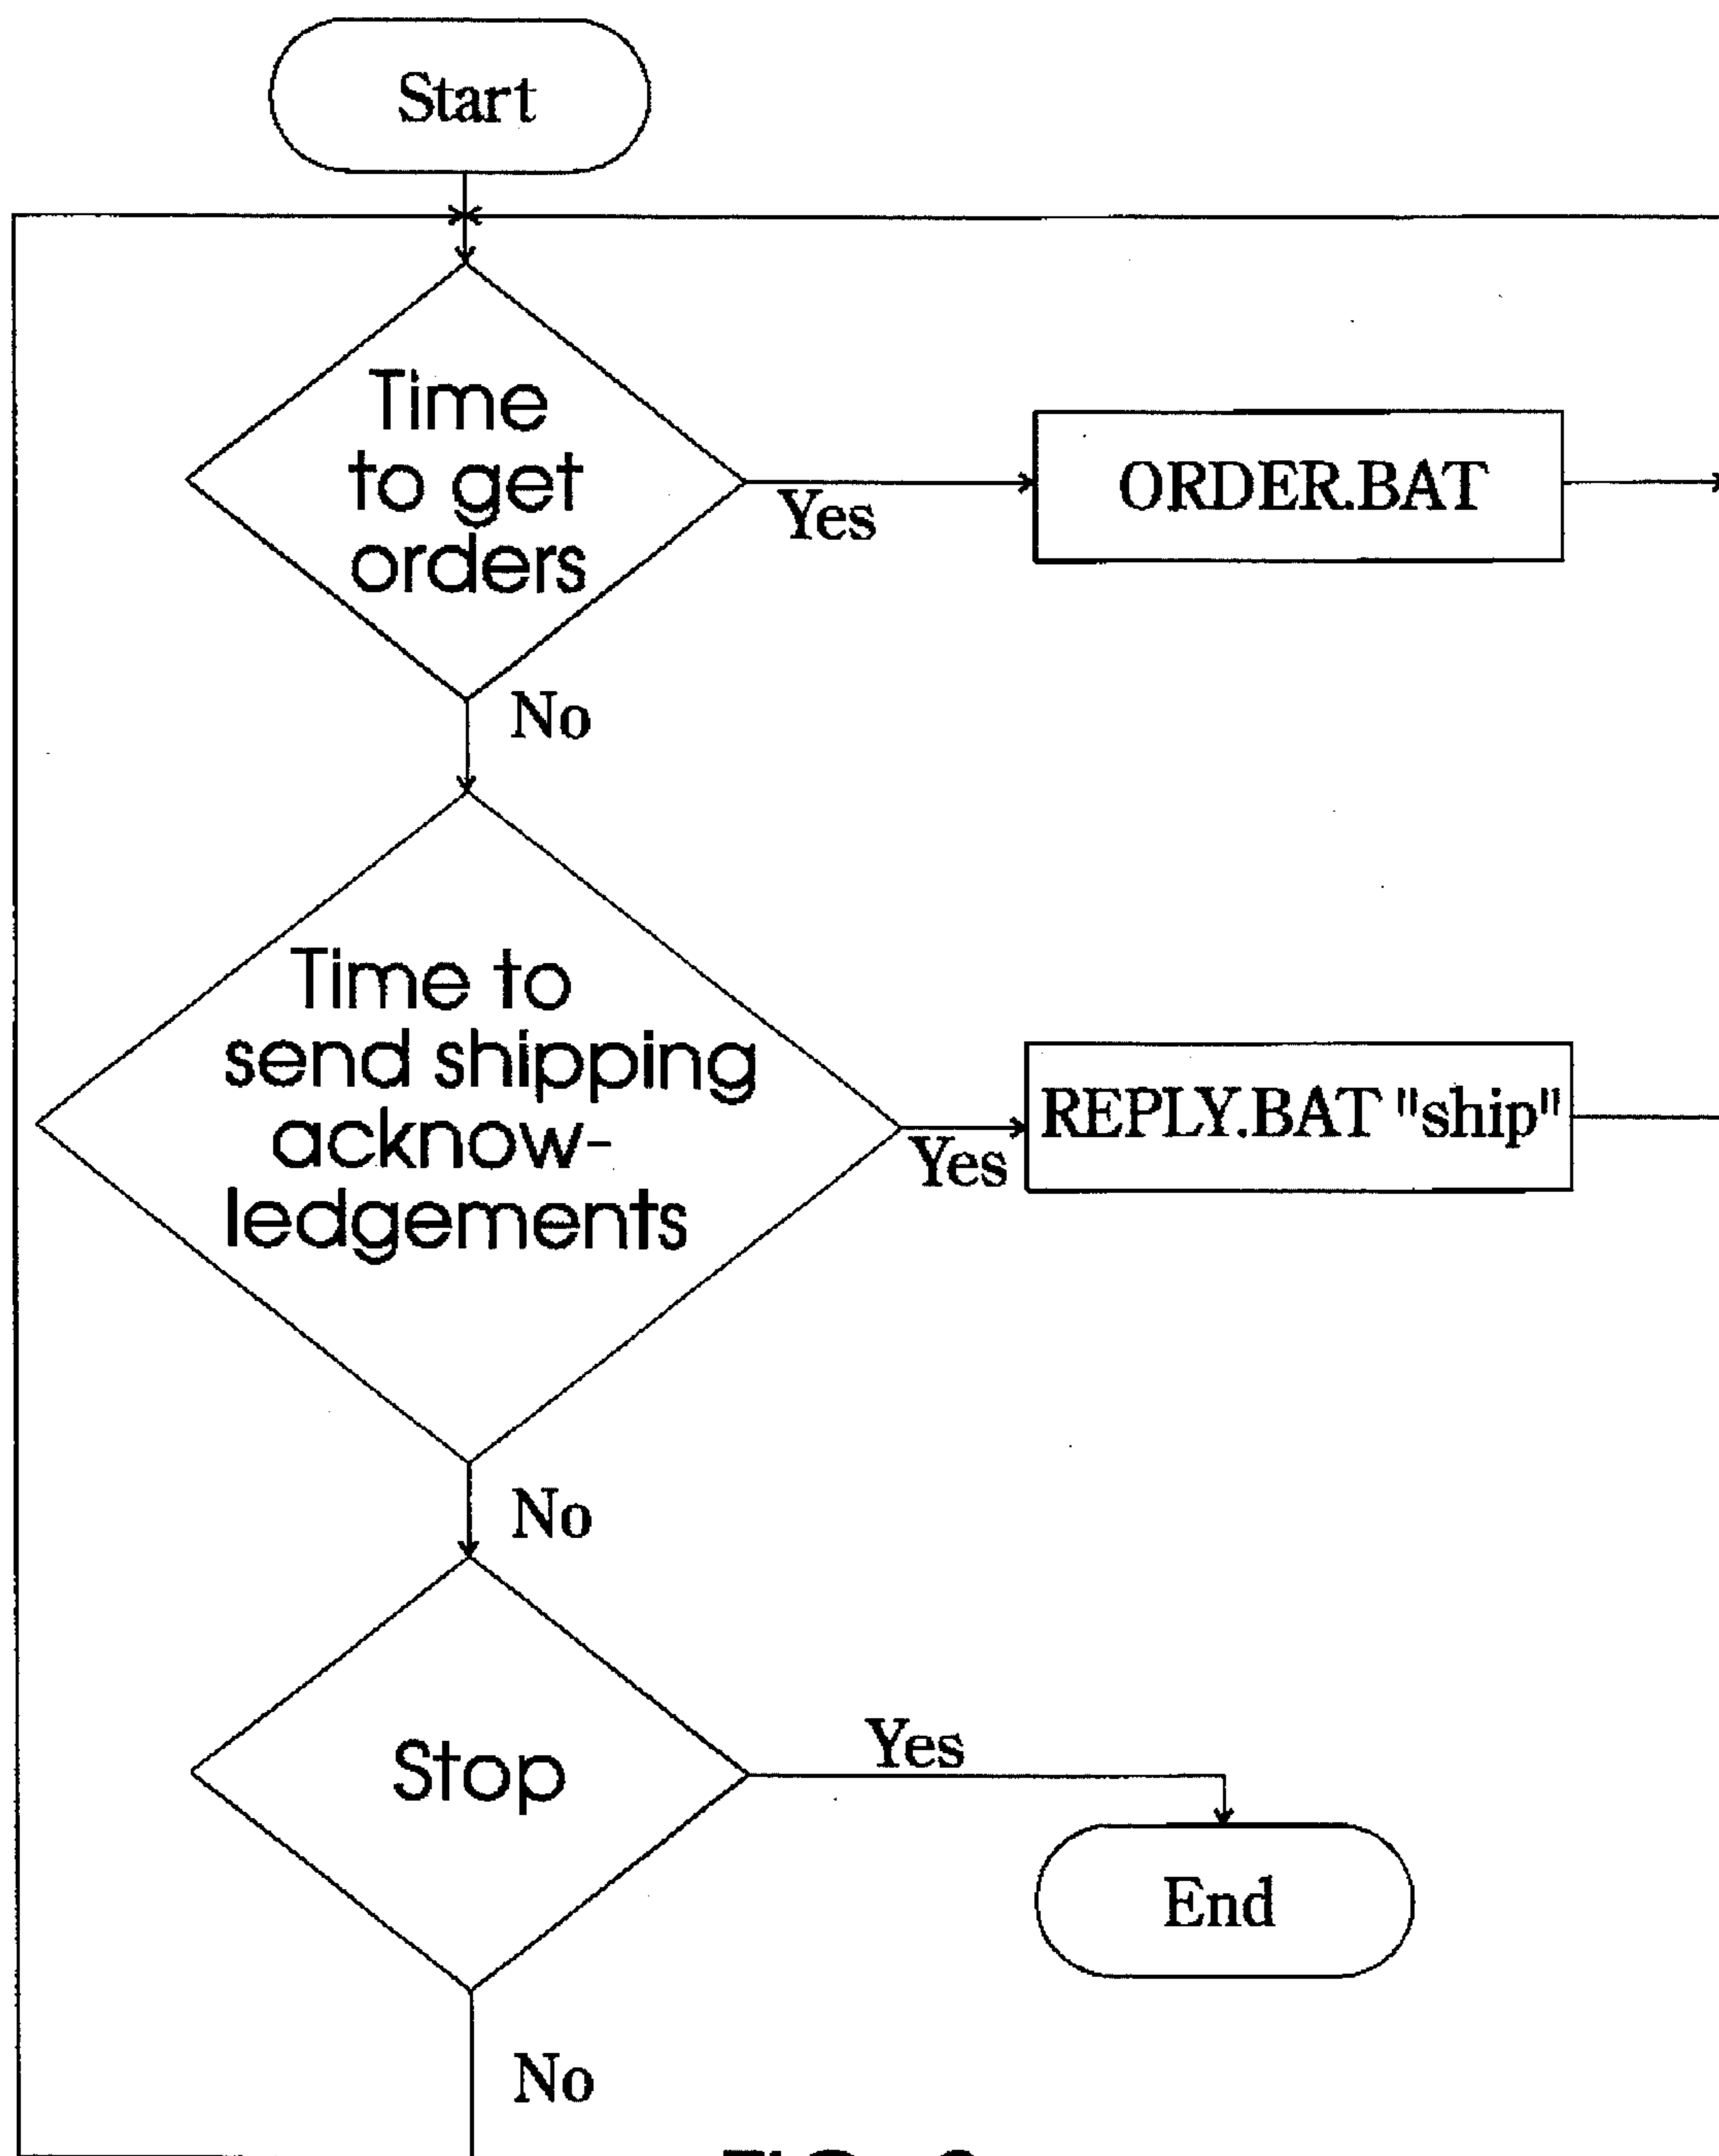 Start
Time
to get
orders
Yes
ORDER.BAT
No
Time to
send shipping
acknow-
ledgements
Yes
REPLY.BAT "ship"
No
Stop
Yes
End
No